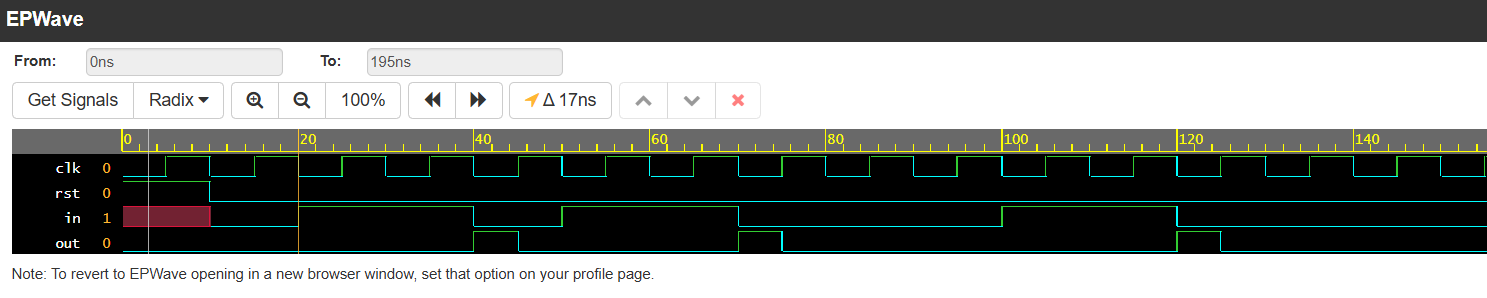 EPWave
From: 0ns To: 195ns
Get Signals Radix 100% Δ 17ns
0 20 40 60 80 100 120 140
clk 0
rst 0
in 1
out 0
Note: To revert to EPWave opening in a new browser window, set that option on your profile page.